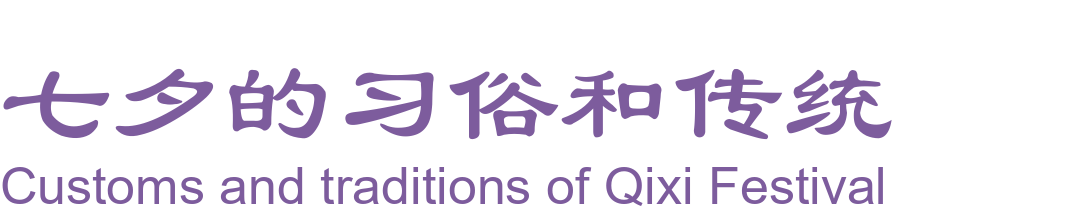 七夕的习俗和传统
Customs and traditions of Qixi Festival